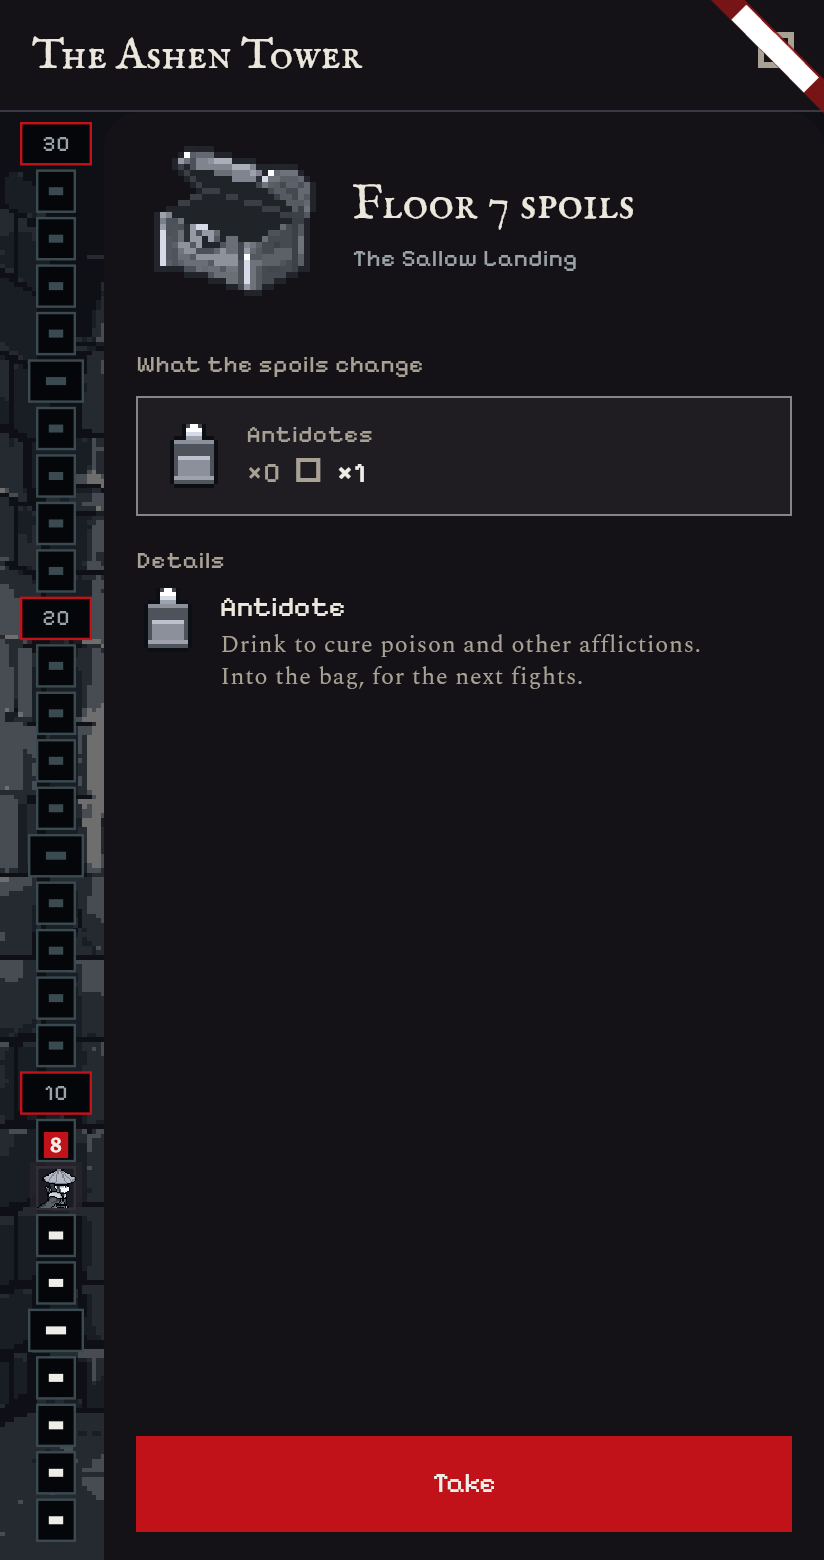 The Ashen Tower
30
Floor 7 spoils
The Sallow Landing
What the spoils change
Antidotes
×0 ×1
Details
Antidote
Drink to cure poison and other afflictions.
Into the bag, for the next fights.
20
10
8
Take